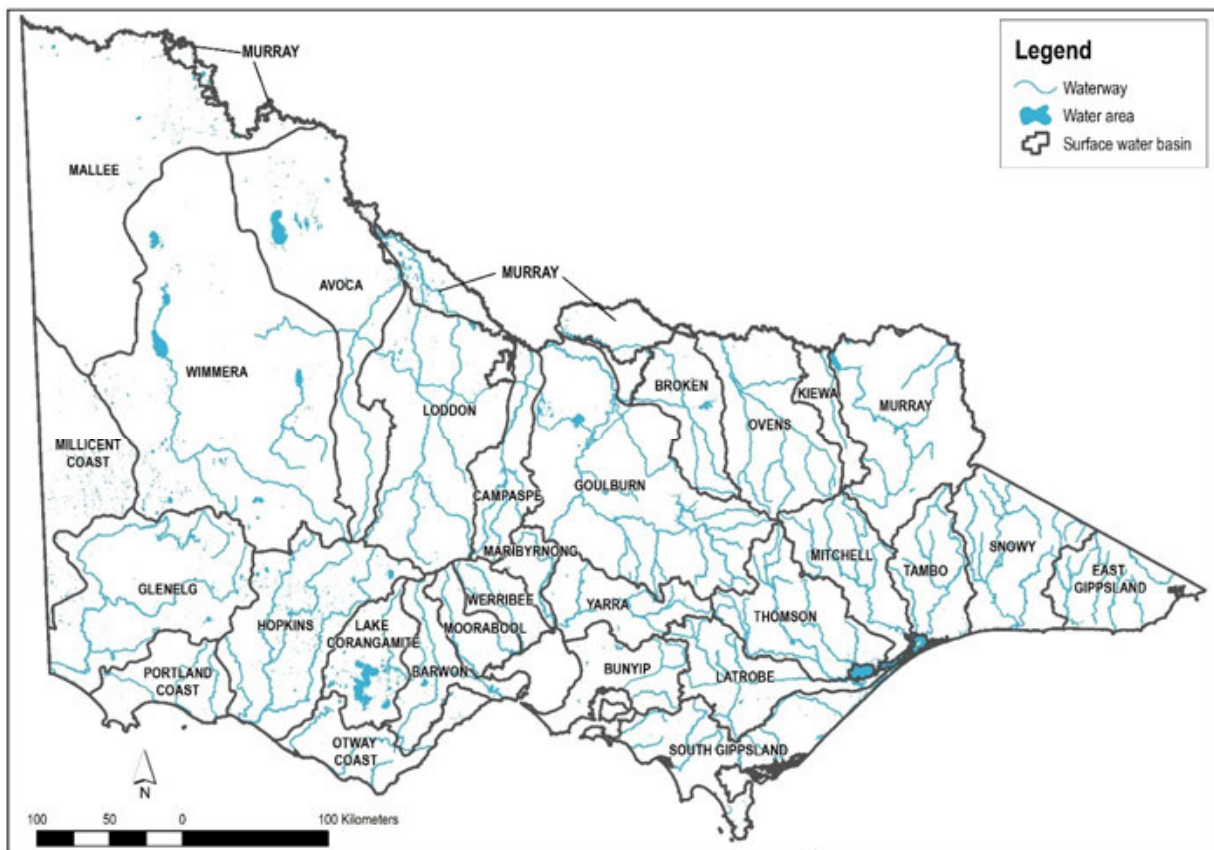 MURRAY
Legend
Waterway
Water area
Surface water basin
MALLEE
MURRAY
AVOCA
WIMMERA
BROKEN
KIEWA
LODDON
MURRAY
OVENS
MILLICENT
COAST
CAMPASPE
GOULBURN
MARIBYRNONG
MITCHELL
SNOWY
TAMBO
EAST
GIPPSLAND
GLENELG
WERRIBEE
YARRA
THOMSON
HOPKINS
LAKE
CORANGAMITE
MOORABOOL
PORTLAND
COAST
BARWON
BUNYIP
LATROBE
OTWAY
COAST
SOUTH GIPPSLAND
N
100 50 0 100 Kilometers